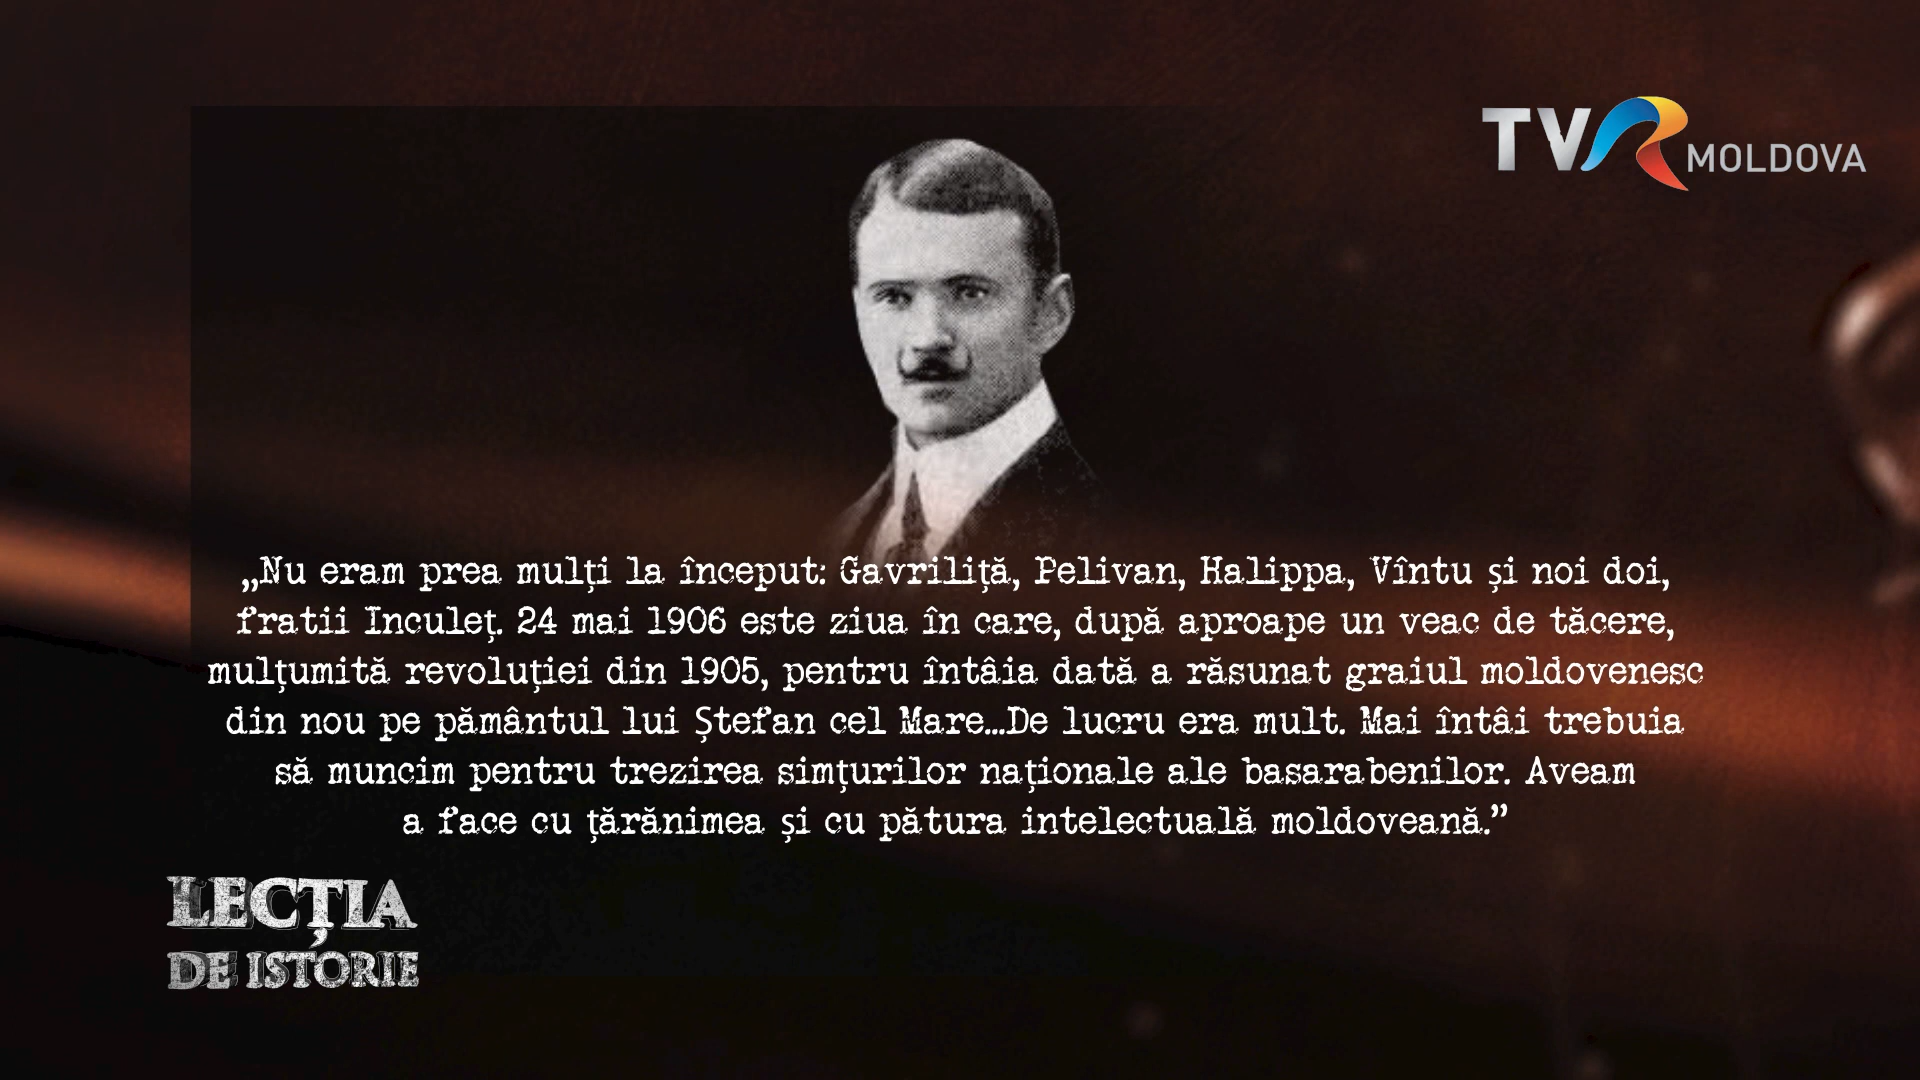 TVR MOLDOVA
„Nu eram prea mulți la început: Gavriliță, Pelivan, Halippa, Vîntu și noi doi,
fratii Inculeț. 24 mai 1906 este ziua în care, după aproape un veac de tăcere,
mulțumită revoluției din 1905, pentru întâia dată a răsunat graiul moldovenesc
din nou pe pământul lui Ștefan cel Mare...De lucru era mult. Mai întâi trebuia
să muncim pentru trezirea simțurilor naționale ale basarabenilor. Aveam
a face cu țărănimea și cu pătura intelectuală moldoveană.”
LECȚIA
DE ISTORIE